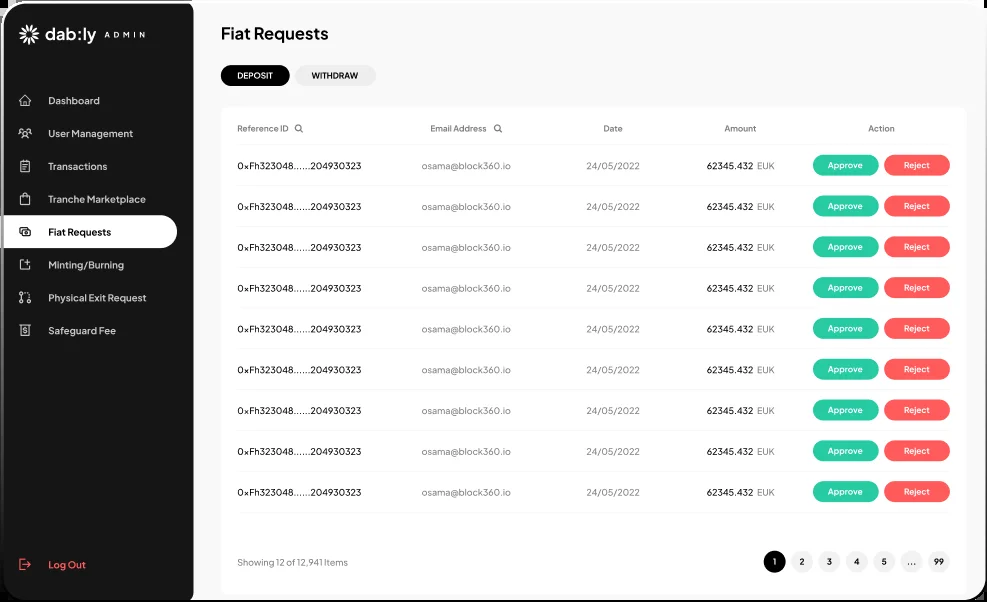 dab:ly ADMIN
Dashboard
User Management
Transactions
Tranche Marketplace
Fiat Requests
Minting/Burning
Physical Exit Request
Safeguard Fee
Log Out
Fiat Requests
DEPOSIT WITHDRAW
Reference ID Email Address Date Amount Action
0xFh323048......204930323 osama@block360.io 24/05/2022 62345.432 EUK Approve Reject
0xFh323048......204930323 osama@block360.io 24/05/2022 62345.432 EUK Approve Reject
0xFh323048......204930323 osama@block360.io 24/05/2022 62345.432 EUK Approve Reject
0xFh323048......204930323 osama@block360.io 24/05/2022 62345.432 EUK Approve Reject
0xFh323048......204930323 osama@block360.io 24/05/2022 62345.432 EUK Approve Reject
0xFh323048......204930323 osama@block360.io 24/05/2022 62345.432 EUK Approve Reject
0xFh323048......204930323 osama@block360.io 24/05/2022 62345.432 EUK Approve Reject
0xFh323048......204930323 osama@block360.io 24/05/2022 62345.432 EUK Approve Reject
0xFh323048......204930323 osama@block360.io 24/05/2022 62345.432 EUK Approve Reject
Showing 12 of 12,941 Items 1 2 3 4 5 ... 99